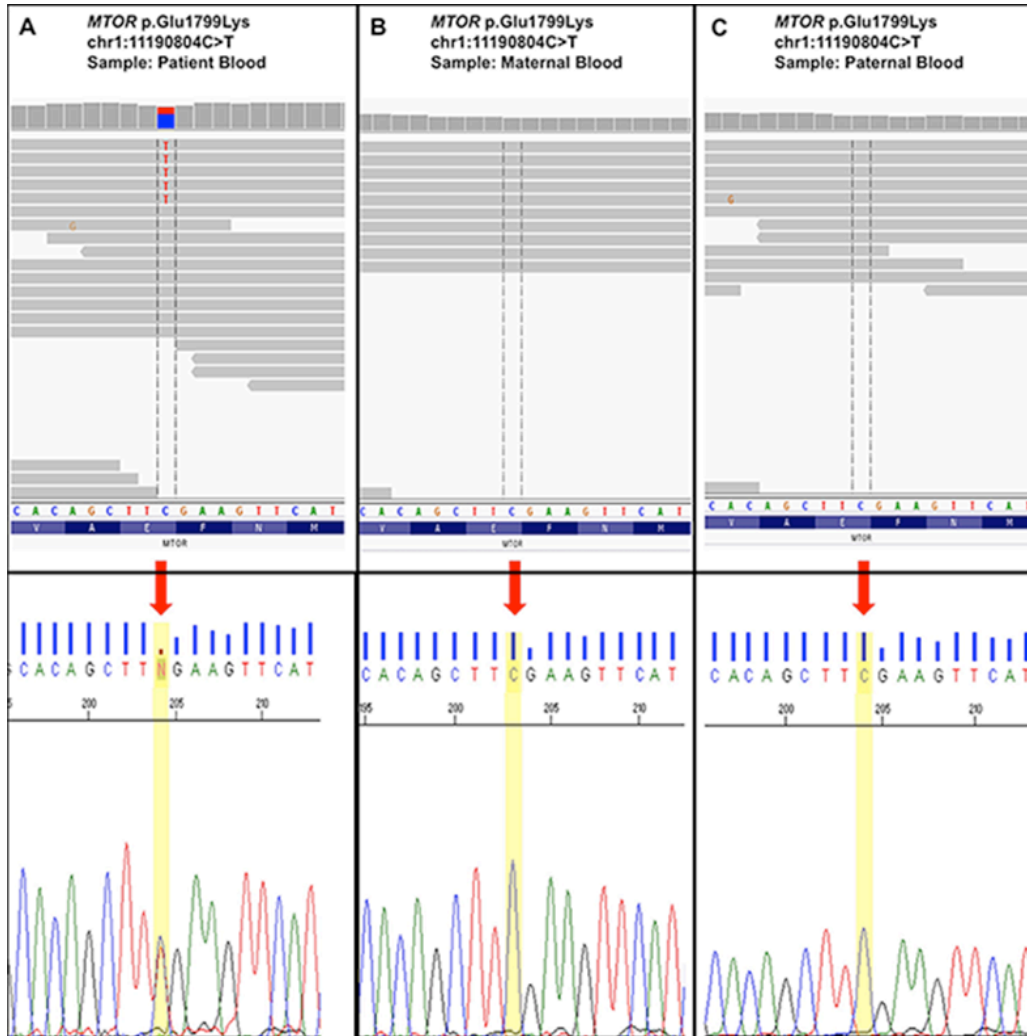 A
MTOR p.Glu1799Lys
chr1:11190804C>T
Sample: Patient Blood
T
T
T
T
T
G
C A C A G C T T C G A A G T T C A T
V A E F N M
MTOR
G C A C A G C T T N G A A G T T C A T
200 205 210
B
MTOR p.Glu1799Lys
chr1:11190804C>T
Sample: Maternal Blood
C A C A G C T T C G A A G T T C A T
V A E F N M
MTOR
C A C A G C T T C G A A G T T C A T
195 200 205 210
C
MTOR p.Glu1799Lys
chr1:11190804C>T
Sample: Paternal Blood
G
C A C A G C T T C G A A G T T C A T
V A E F N M
MTOR
C A C A G C T T C G A A G T T C A T
200 205 210